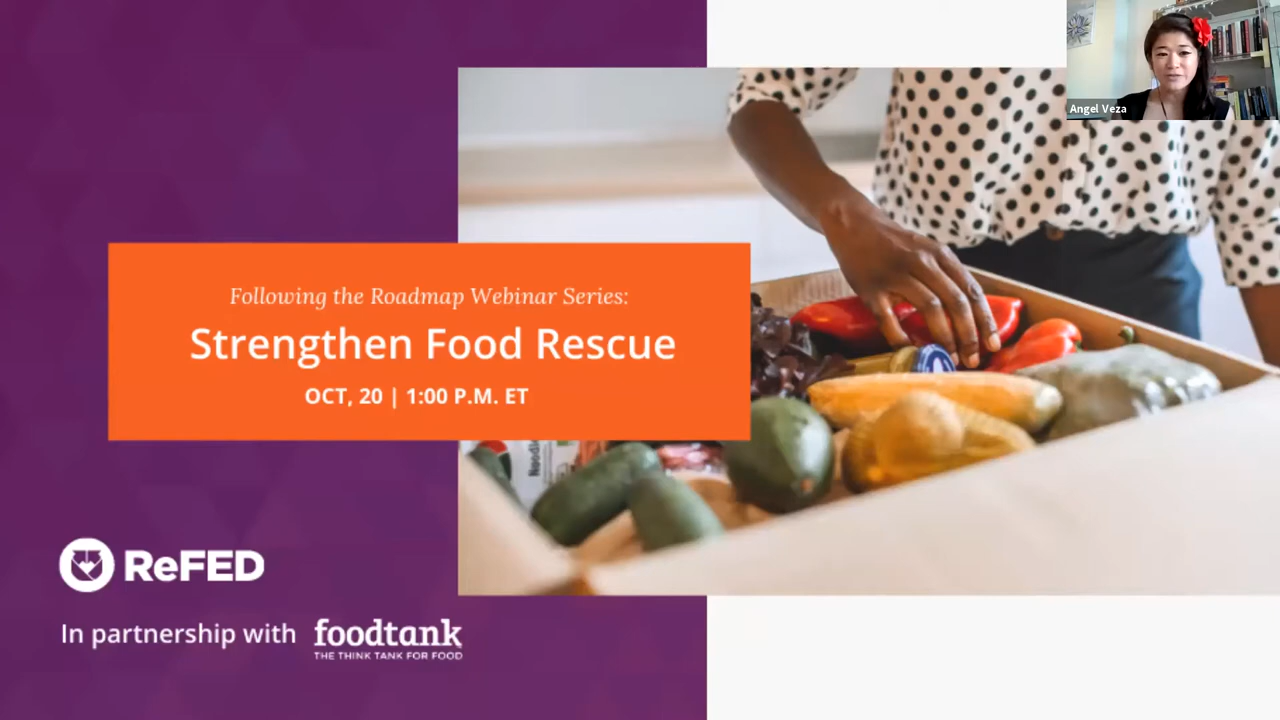 Angel Veza
Following the Roadmap Webinar Series:
Strengthen Food Rescue
OCT, 20 | 1:00 P.M. ET
Noodle
ReFED
In partnership with foodtank
THE THINK TANK FOR FOOD